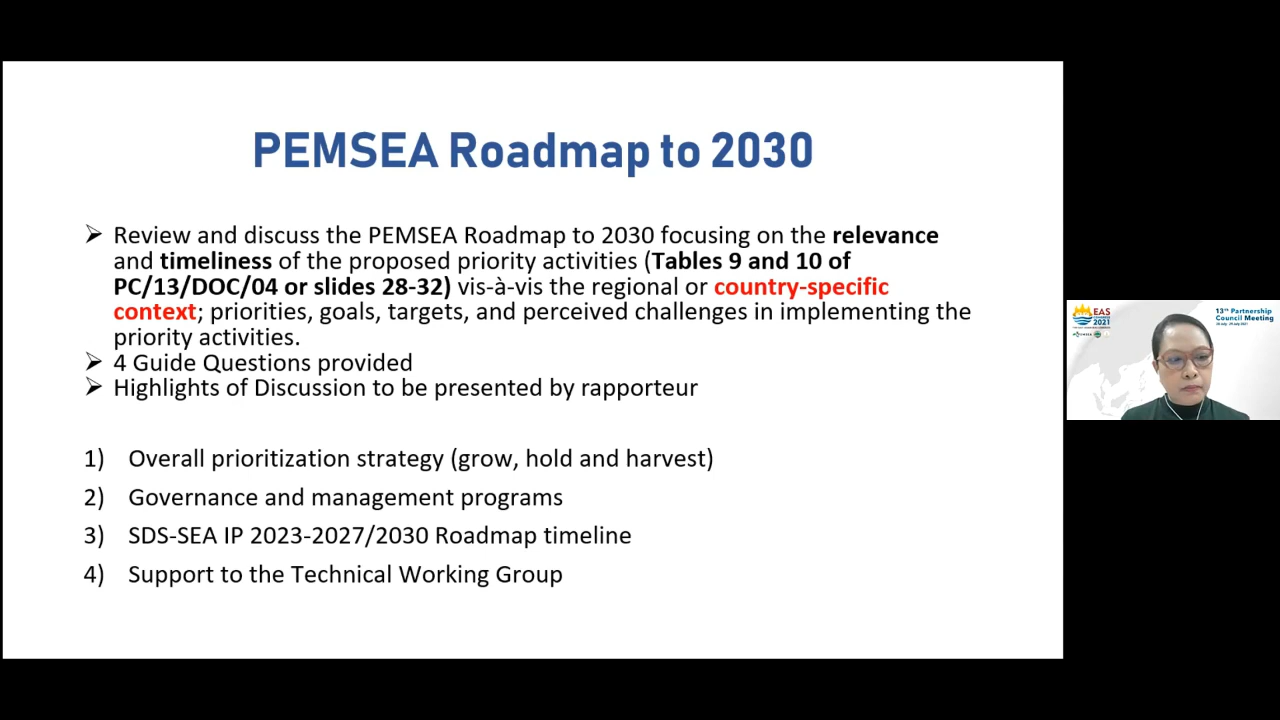 PEMSEA Roadmap to 2030
➢ Review and discuss the PEMSEA Roadmap to 2030 focusing on the relevance
and timeliness of the proposed priority activities (Tables 9 and 10 of
PC/13/DOC/04 or slides 28-32) vis-à-vis the regional or country-specific
context; priorities, goals, targets, and perceived challenges in implementing the
priority activities.
➢ 4 Guide Questions provided
➢ Highlights of Discussion to be presented by rapporteur
1) Overall prioritization strategy (grow, hold and harvest)
2) Governance and management programs
3) SDS-SEA IP 2023-2027/2030 Roadmap timeline
4) Support to the Technical Working Group
EAS
2021
13th Partnership
Council Meeting